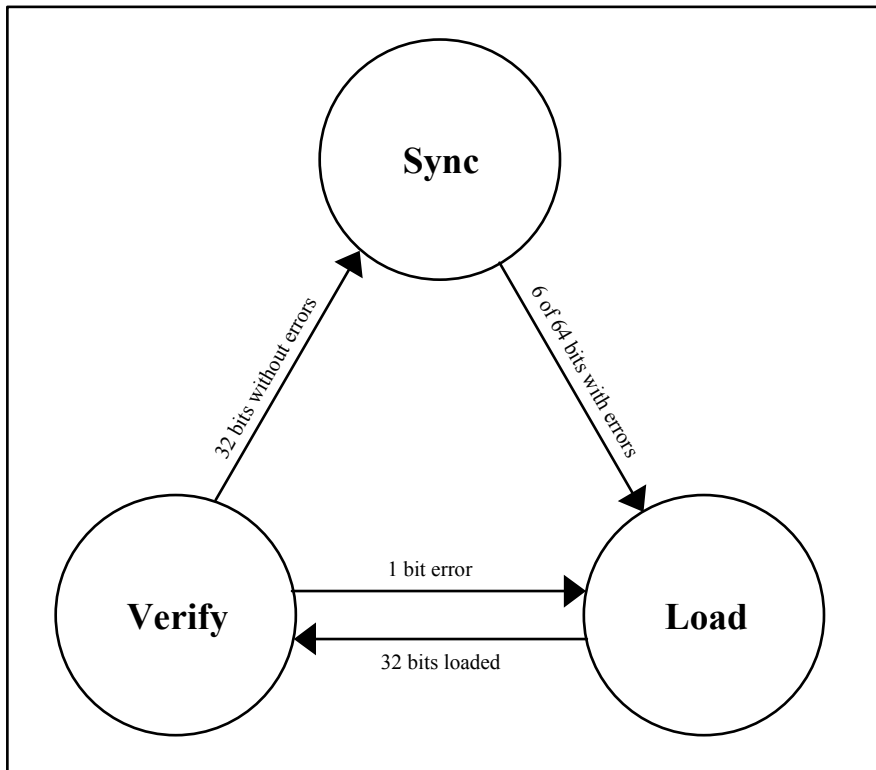 Sync
32 bits without errors
6 of 64 bits with errors
1 bit error
Verify
Load
32 bits loaded